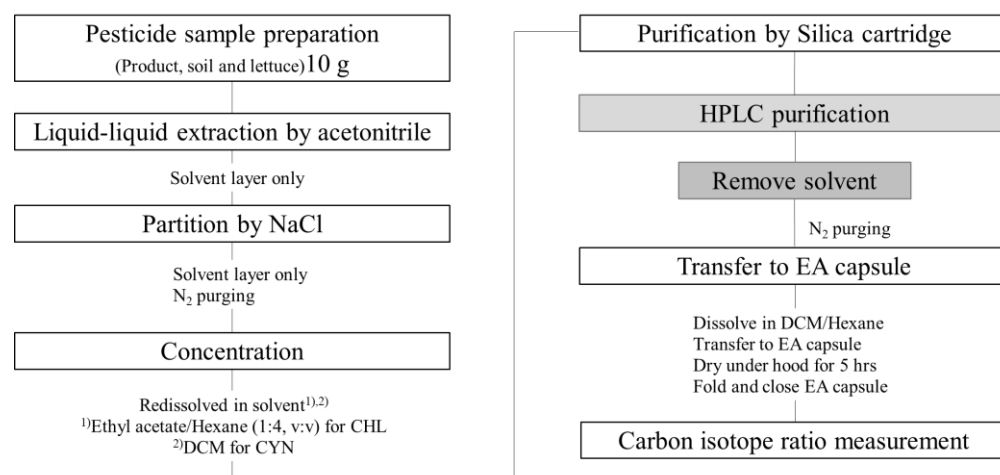 Pesticide sample preparation
(Product, soil and lettuce)10 g
Liquid-liquid extraction by acetonitrile
Solvent layer only
Partition by NaCl
Solvent layer only
N₂ purging
Concentration
Redissolved in solvent¹⁾,²⁾
¹⁾Ethyl acetate/Hexane (1:4, v:v) for CHL
²⁾DCM for CYN
Purification by Silica cartridge
HPLC purification
Remove solvent
N₂ purging
Transfer to EA capsule
Dissolve in DCM/Hexane
Transfer to EA capsule
Dry under hood for 5 hrs
Fold and close EA capsule
Carbon isotope ratio measurement